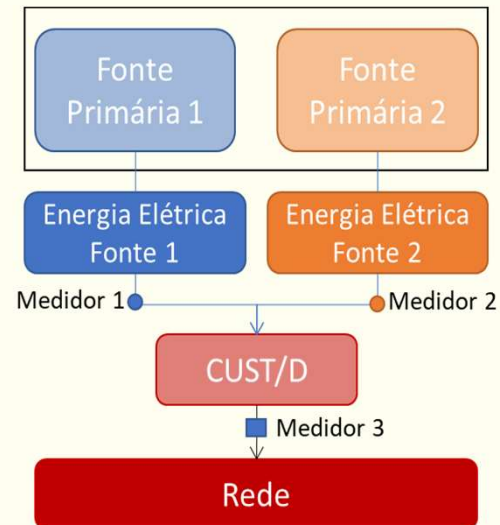 Fonte
Primária 1
Fonte
Primária 2
Energia Elétrica
Fonte 1
Energia Elétrica
Fonte 2
Medidor 1
Medidor 2
CUST/D
Medidor 3
Rede